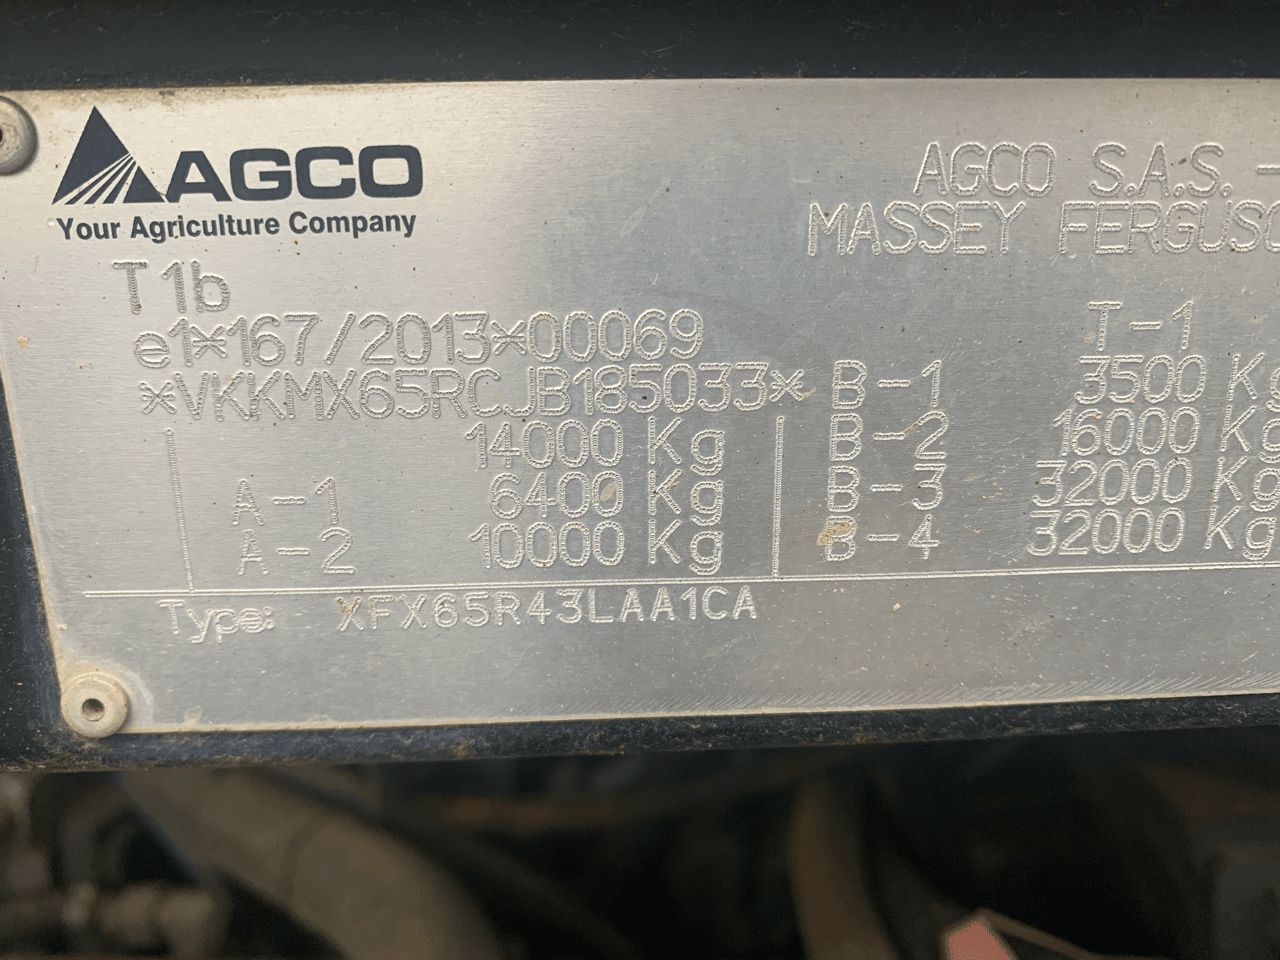 AGCO
Your Agriculture Company
AGCO S.A.S. -
MASSEY FERGUSO
T1b
e1*167/2013*00069
*VKKMX65RCJB185033*
T-1
B-1 3500 Kg
14000 Kg B-2 16000 Kg
A-1 6400 Kg B-3 32000 Kg
A-2 10000 Kg B-4 32000 Kg
Type: XFX65R43LAA1CA